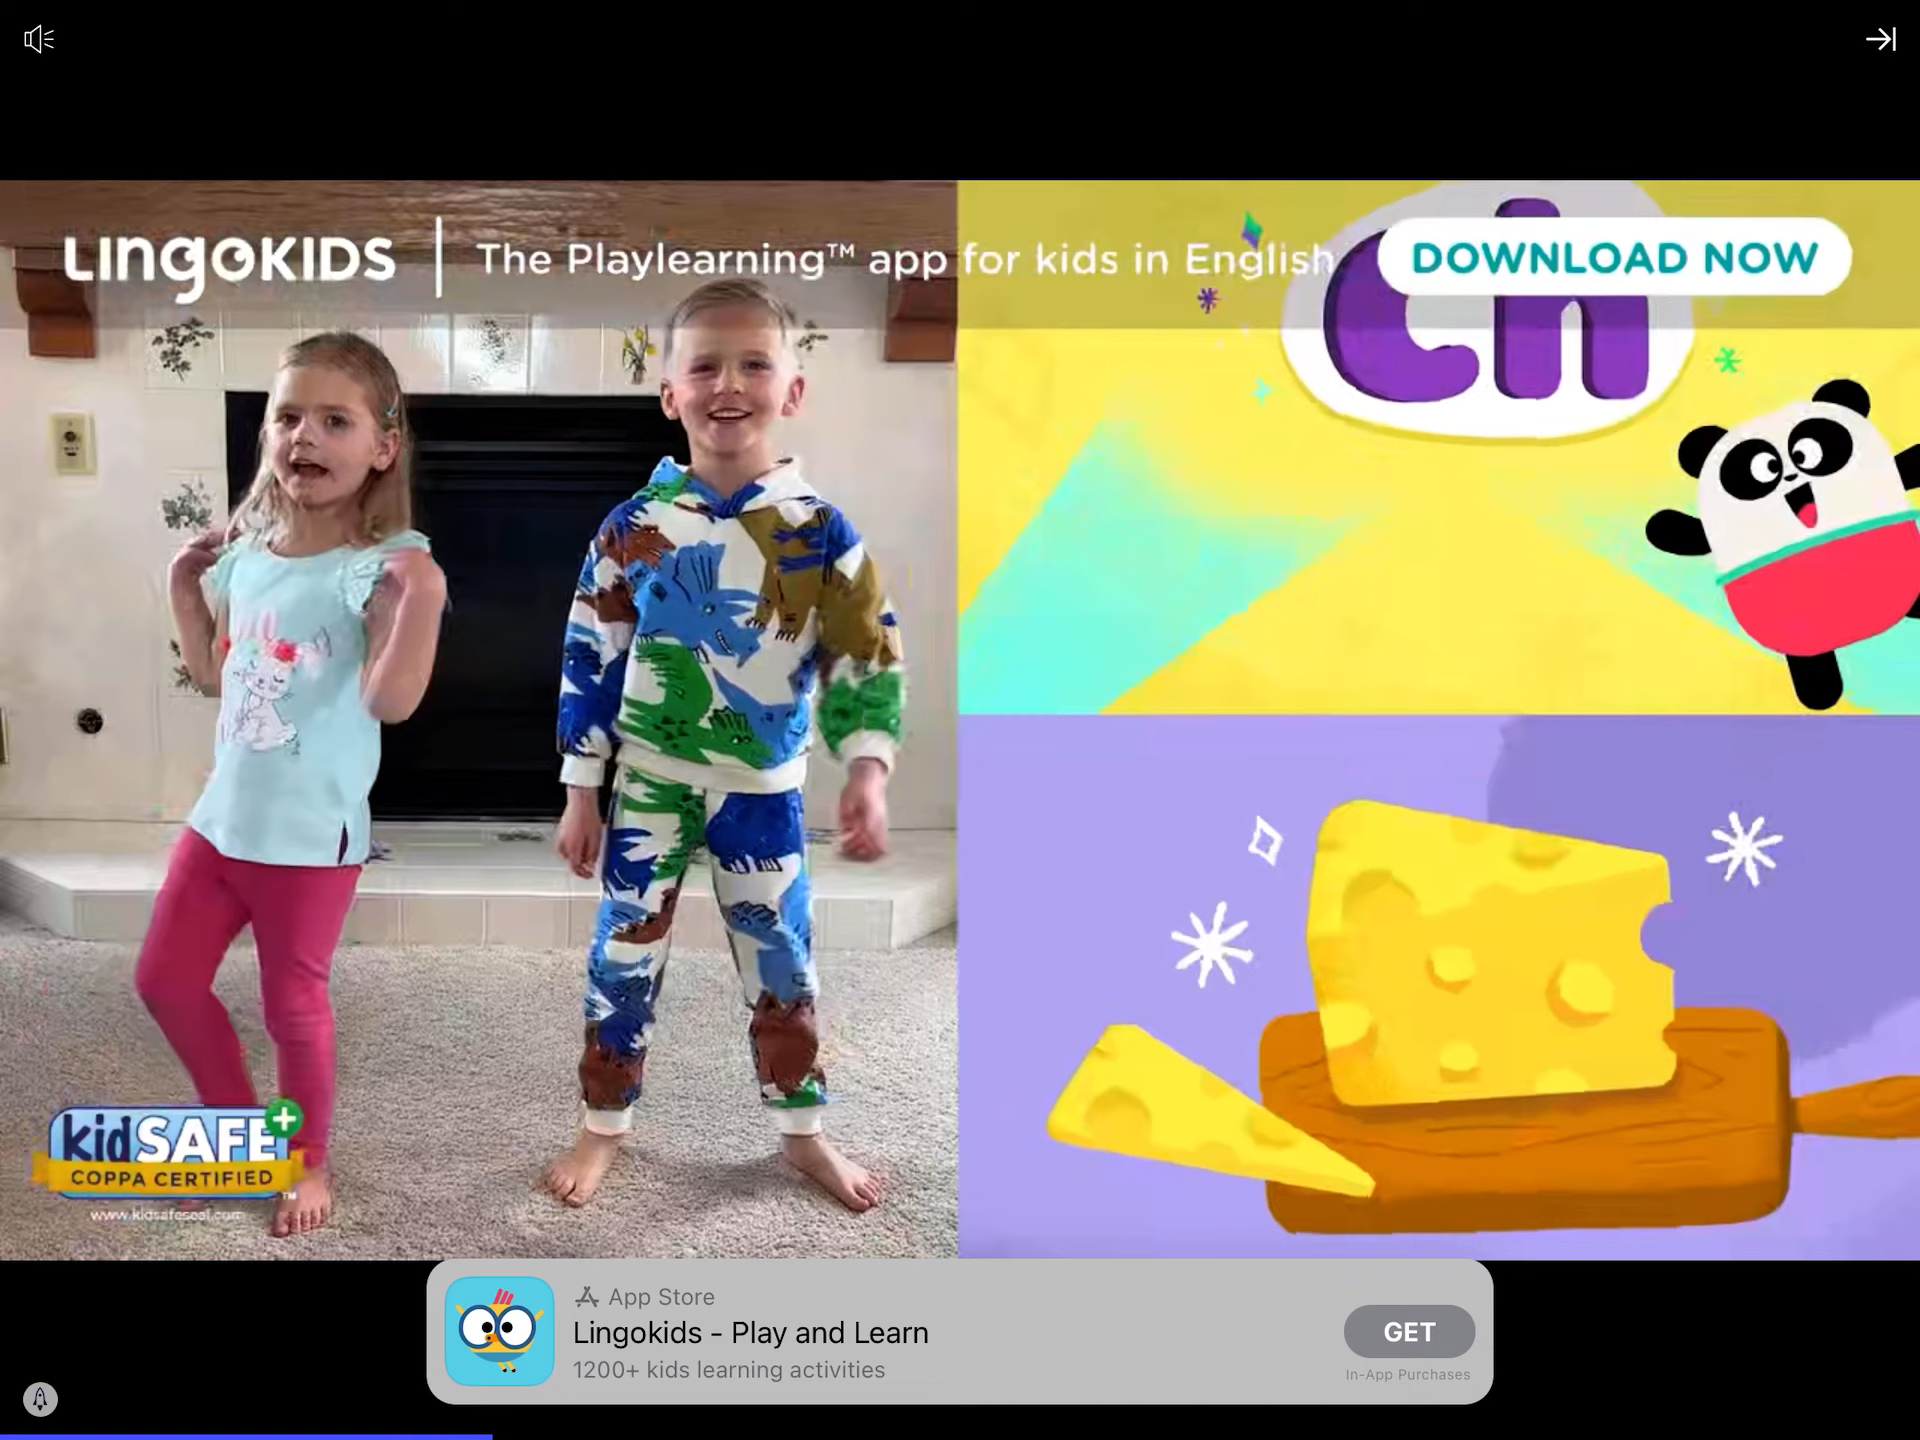 LINGOKIDS
The Playlearning™ app for kids in English
DOWNLOAD NOW
ch
kidSAFE+
COPPA CERTIFIED™
www.kidsafeseal.com
App Store
Lingokids - Play and Learn
1200+ kids learning activities
GET
In-App Purchases